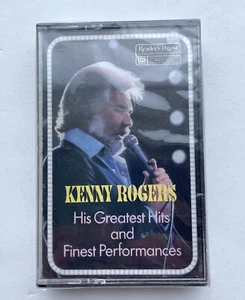 Reader's Digest
KENNY ROGERS
His Greatest Hits
and
Finest Performances